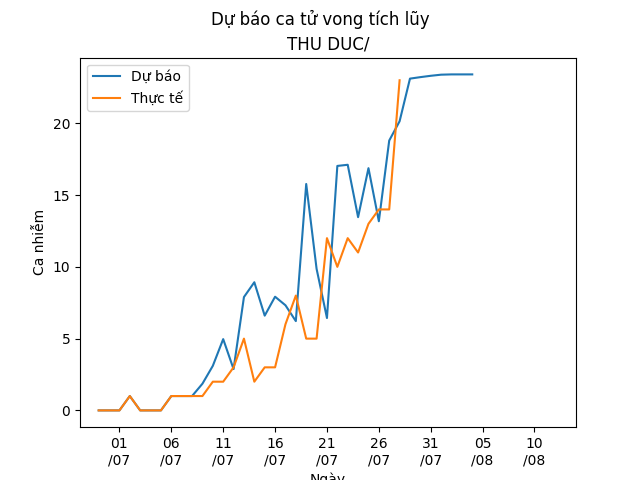 Dự báo ca tử vong tích lũy
THU DUC/
Dự báo
Thực tế
20
15
10
5
0
Ca nhiễm
01 06 11 16 21 26 31 05 10
/07 /07 /07 /07 /07 /07 /07 /08 /08
Ngày